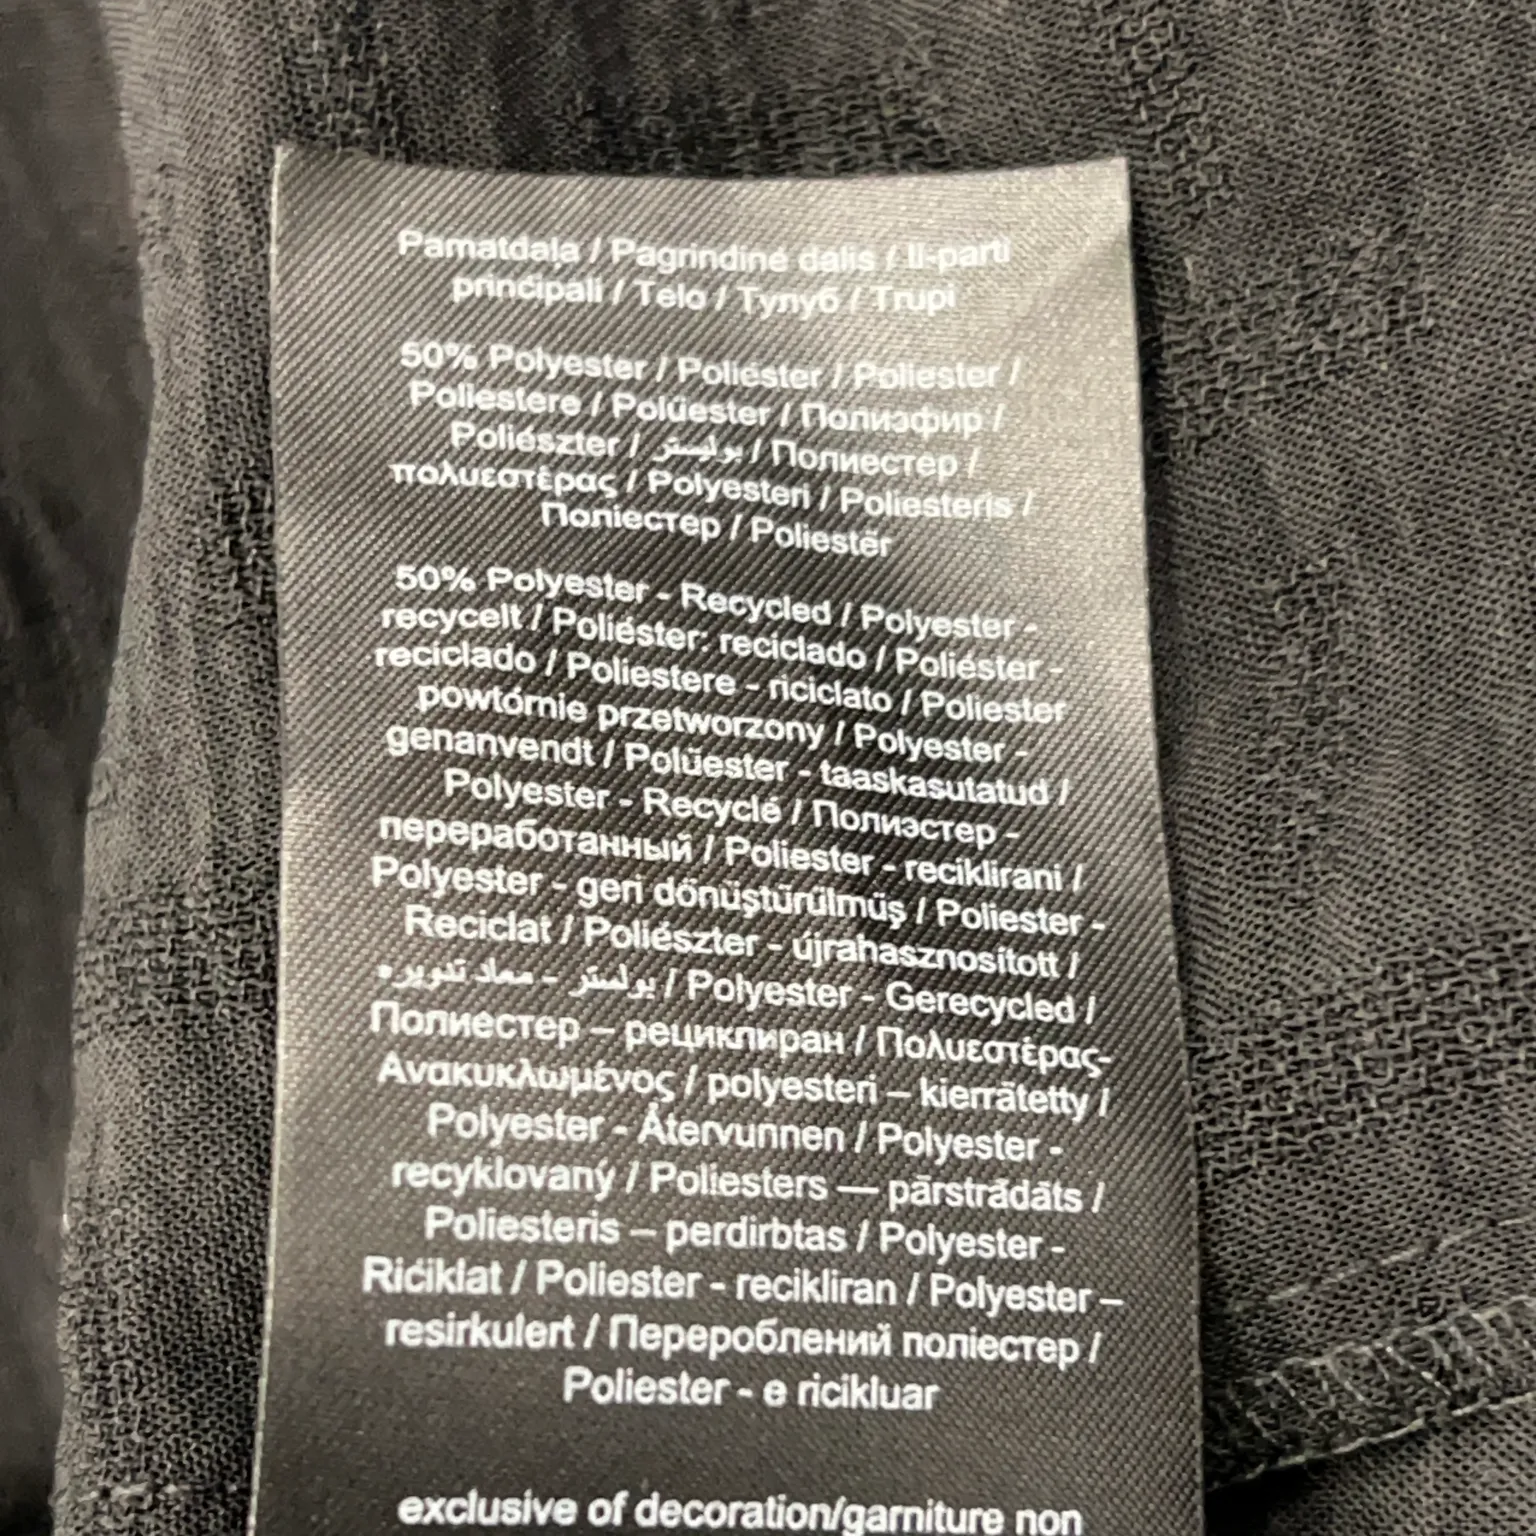 Pamatdaļa / Pagrindinė dalis / Il-parti
prinċipali / Telo / Тулуб / Trupi
50% Polyester / Poliéster / Poliester /
Poliestere / Polüester / Полиэфир /
Poliészter / بوليستر / Полиестер /
πολυεστέρας / Polyesteri / Poliesteris /
Поліестер / Poliestër
50% Polyester - Recycled / Polyester -
recycelt / Poliéster: reciclado / Poliéster -
reciclado / Poliestere - riciclato / Poliester
powtórnie przetworzony / Polyester -
genanvendt / Polüester - taaskasutatud /
Polyester - Recyclé / Полиэстер -
переработанный / Poliester - reciklirani /
Polyester - geri dönüştürülmüş / Poliester -
Reciclat / Poliészter - újrahasznosított /
بوليستر - معاد تدويره / Polyester - Gerecycled /
Полиестер – рециклиран / Πολυεστέρας-
Ανακυκλωμένος / polyesteri – kierrätetty /
Polyester - Återvunnen / Polyester -
recyklovaný / Poliesters — pārstrādāts /
Poliesteris – perdirbtas / Polyester -
Riċiklat / Poliester - recikliran / Polyester –
resirkulert / Перероблений поліестер /
Poliester - e ricikluar
exclusive of decoration/garniture non